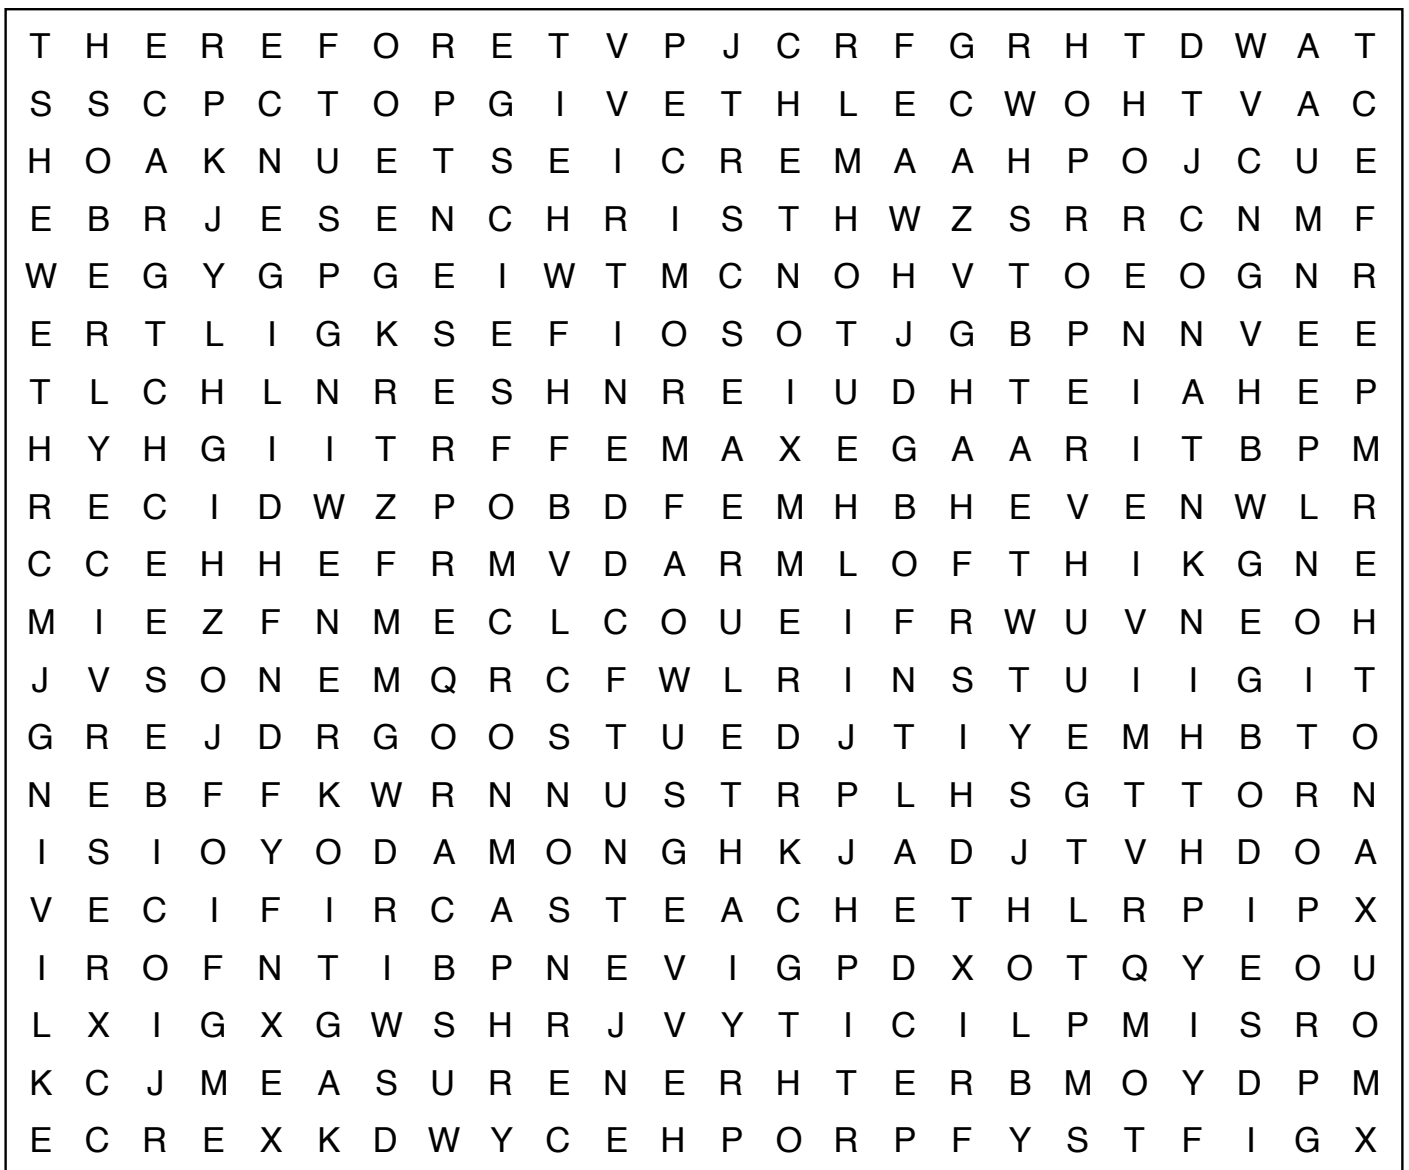 T H E R E F O R E T V P J C R F G R H T D W A T
S S C P C T O P G I V E T H L E C W O H T V A C
H O A K N U E T S E I C R E M A A H P O J C U E
E B R J E S E N C H R I S T H W Z S R R C N M F
W E G Y G P G E I W T M C N O H V T O E O G N R
E R T L I G K S E F I O S O T J G B P N N V E E
T L C H L N R E S H N R E I U D H T E I A H E P
H Y H G I I T R F F E M A X E G A A R I T B P M
R E C I D W Z P O B D F E M H B H E V E N W L R
C C E H H E F R M V D A R M L O F T H I K G N E
M I E Z F N M E C L C O U E I F R W U V N E O H
J V S O N E M Q R C F W L R I N S T U I I G I T
G R E J D R G O O S T U E D J T I Y E M H B T O
N E B F F K W R N N U S T R P L H S G T T O R N
I S I O Y O D A M O N G H K J A D J T V H D O A
V E C I F I R C A S T E A C H E T H L R P I P X
I R O F N T I B P N E V I G P D X O T Q Y E O U
L X I G X G W S H R J V Y T I C I L P M I S R O
K C J M E A S U R E N E R H T E R B M O Y D P M
E C R E X K D W Y C E H P O R P F Y S T F I G X